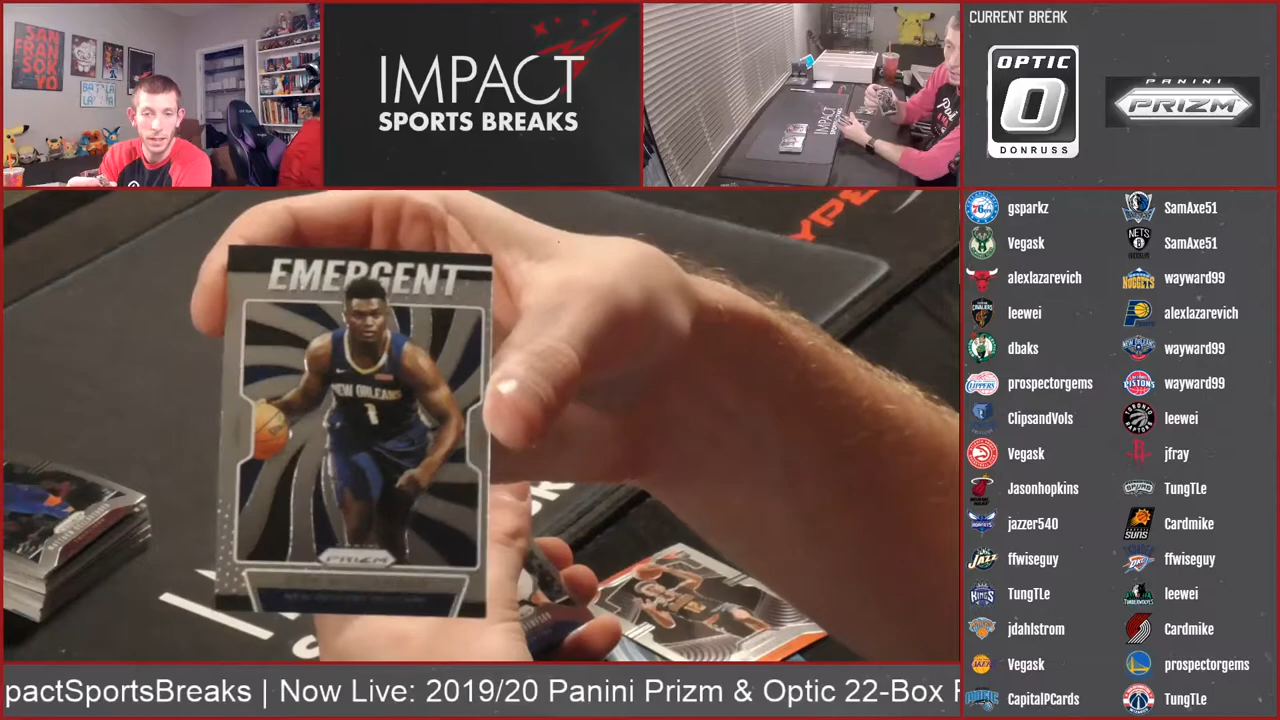 SAN
FRAN
SOK
YO
IMPACT
SPORTS BREAKS
IMPACT
CURRENT BREAK
OPTIC
O
DONRUSS
PANINI
PRIZM
gsparkz
SamAxe51
Vegask
SamAxe51
alexlazarevich
wayward99
leewei
alexlazarevich
dbaks
wayward99
prospectorgems
wayward99
ClipsandVols
leewei
Vegask
jfray
Jasonhopkins
TungTLe
jazzer540
Cardmike
ffwiseguy
ffwiseguy
TungTLe
leewei
jdahlstrom
Cardmike
Vegask
prospectorgems
CapitalPCards
TungTLe
YPE
EMERGENT
NEW ORLEANS
1
PRIZM
pactSportsBreaks | Now Live: 2019/20 Panini Prizm & Optic 22-Box